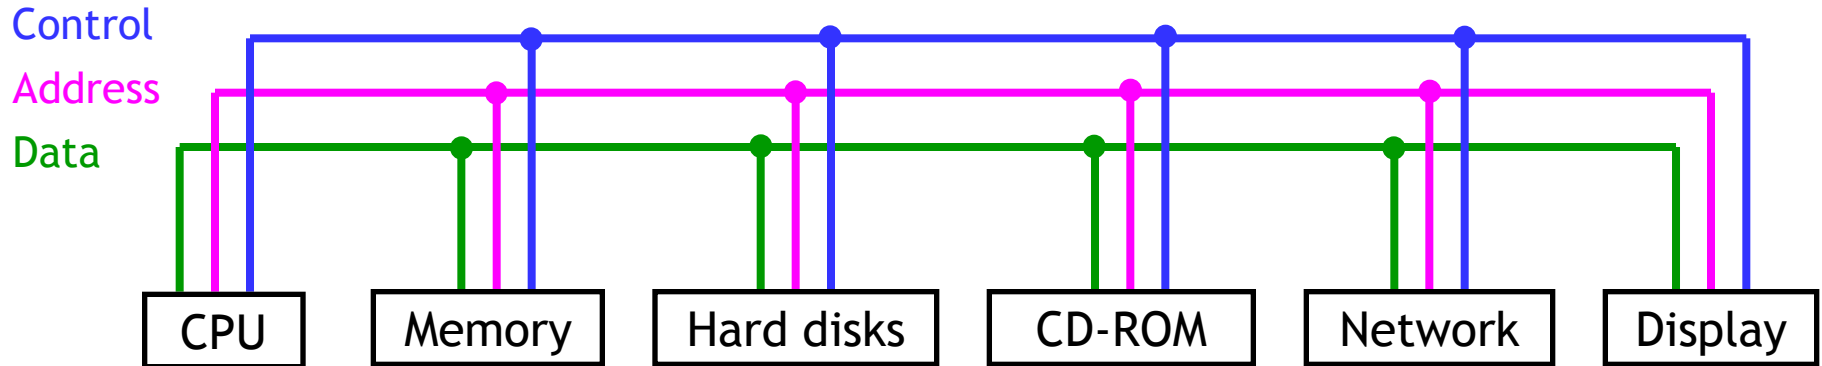 Control
Address
Data
CPU
Memory
Hard disks
CD-ROM
Network
Display